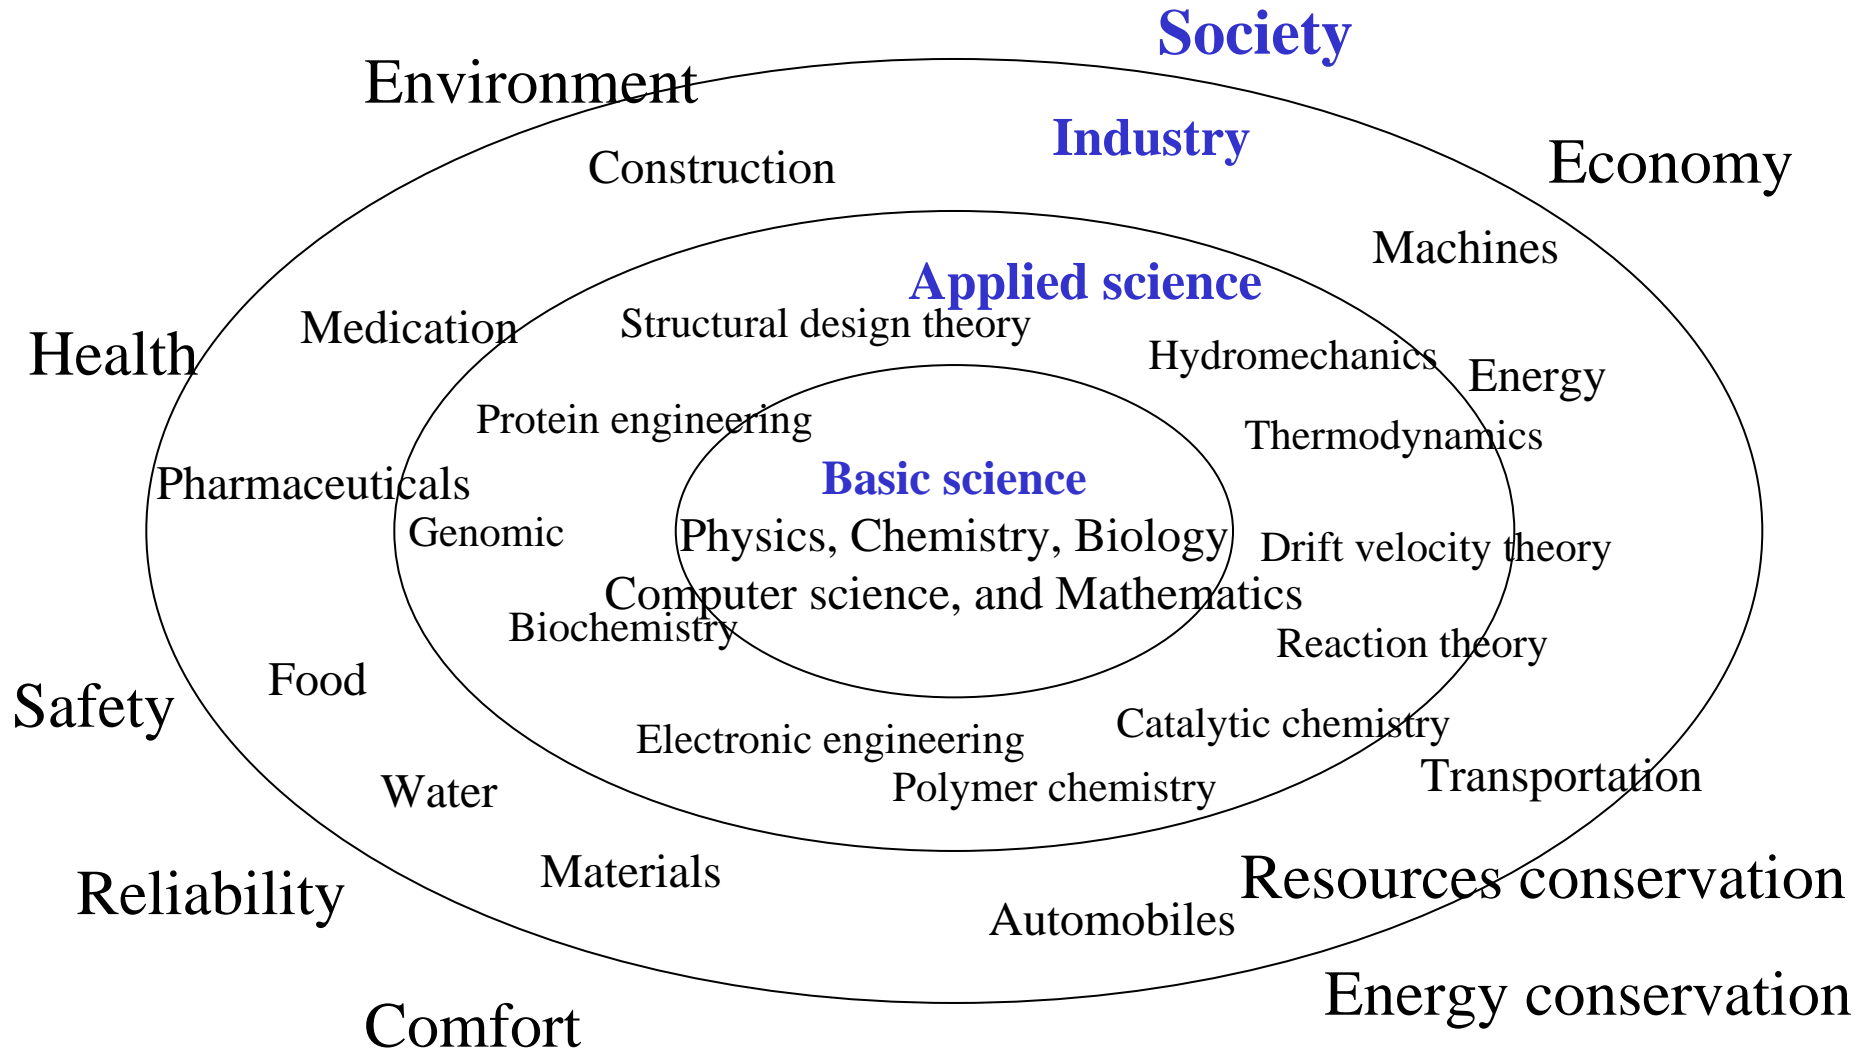 Society
Environment
Industry
Economy
Construction
Machines
Applied science
Structural design theory
Medication
Health
Hydromechanics
Energy
Protein engineering
Thermodynamics
Basic science
Pharmaceuticals
Genomic
Physics, Chemistry, Biology
Drift velocity theory
Computer science, and Mathematics
Biochemistry
Reaction theory
Food
Safety
Electronic engineering
Catalytic chemistry
Water
Polymer chemistry
Transportation
Materials
Resources conservation
Reliability
Automobiles
Energy conservation
Comfort